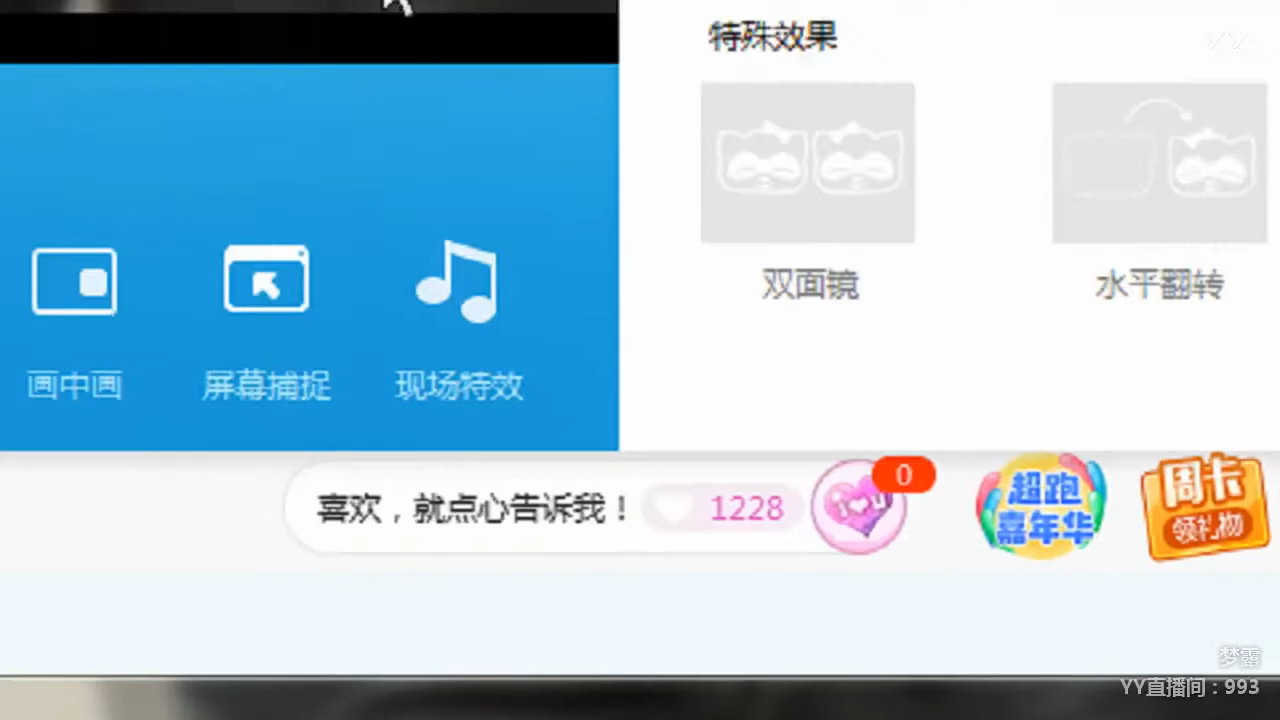 特殊效果
YY
双面镜
水平翻转
画中画
屏幕捕捉
现场特效
喜欢，就点心告诉我！
1228
I ♥ U
0
超跑
嘉年华
周卡
领礼物
梦露
YY直播间：993